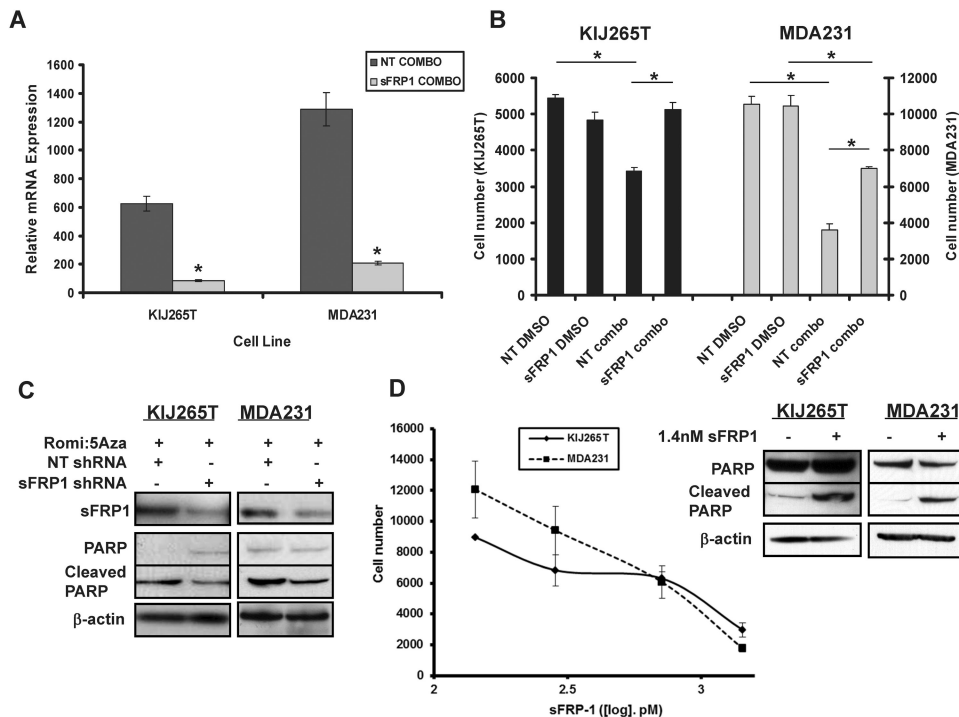 A
Relative mRNA Expression
1600
1400
1200
1000
800
600
400
200
0
NT COMBO
sFRP1 COMBO
*
*
KIJ265T
MDA231
Cell Line
B
KIJ265T
MDA231
Cell number (KIJ265T)
6000
5000
4000
3000
2000
1000
0
*
*
*
*
*
12000
10000
8000
6000
4000
2000
0
Cell number (MDA231)
NT DMSO
sFRP1 DMSO
NT combo
sFRP1 combo
NT DMSO
sFRP1 DMSO
NT combo
sFRP1 combo
C
KIJ265T MDA231
Romi:5Aza + + + +
NT shRNA + - + -
sFRP1 shRNA - + - +
sFRP1
PARP
Cleaved
PARP
β-actin
D
Cell number
16000
14000
12000
10000
8000
6000
4000
2000
0
KIJ265T
MDA231
2
2.5
3
sFRP-1 ([log]. pM)
KIJ265T MDA231
1.4nM sFRP1 - + - +
PARP
Cleaved
PARP
β-actin